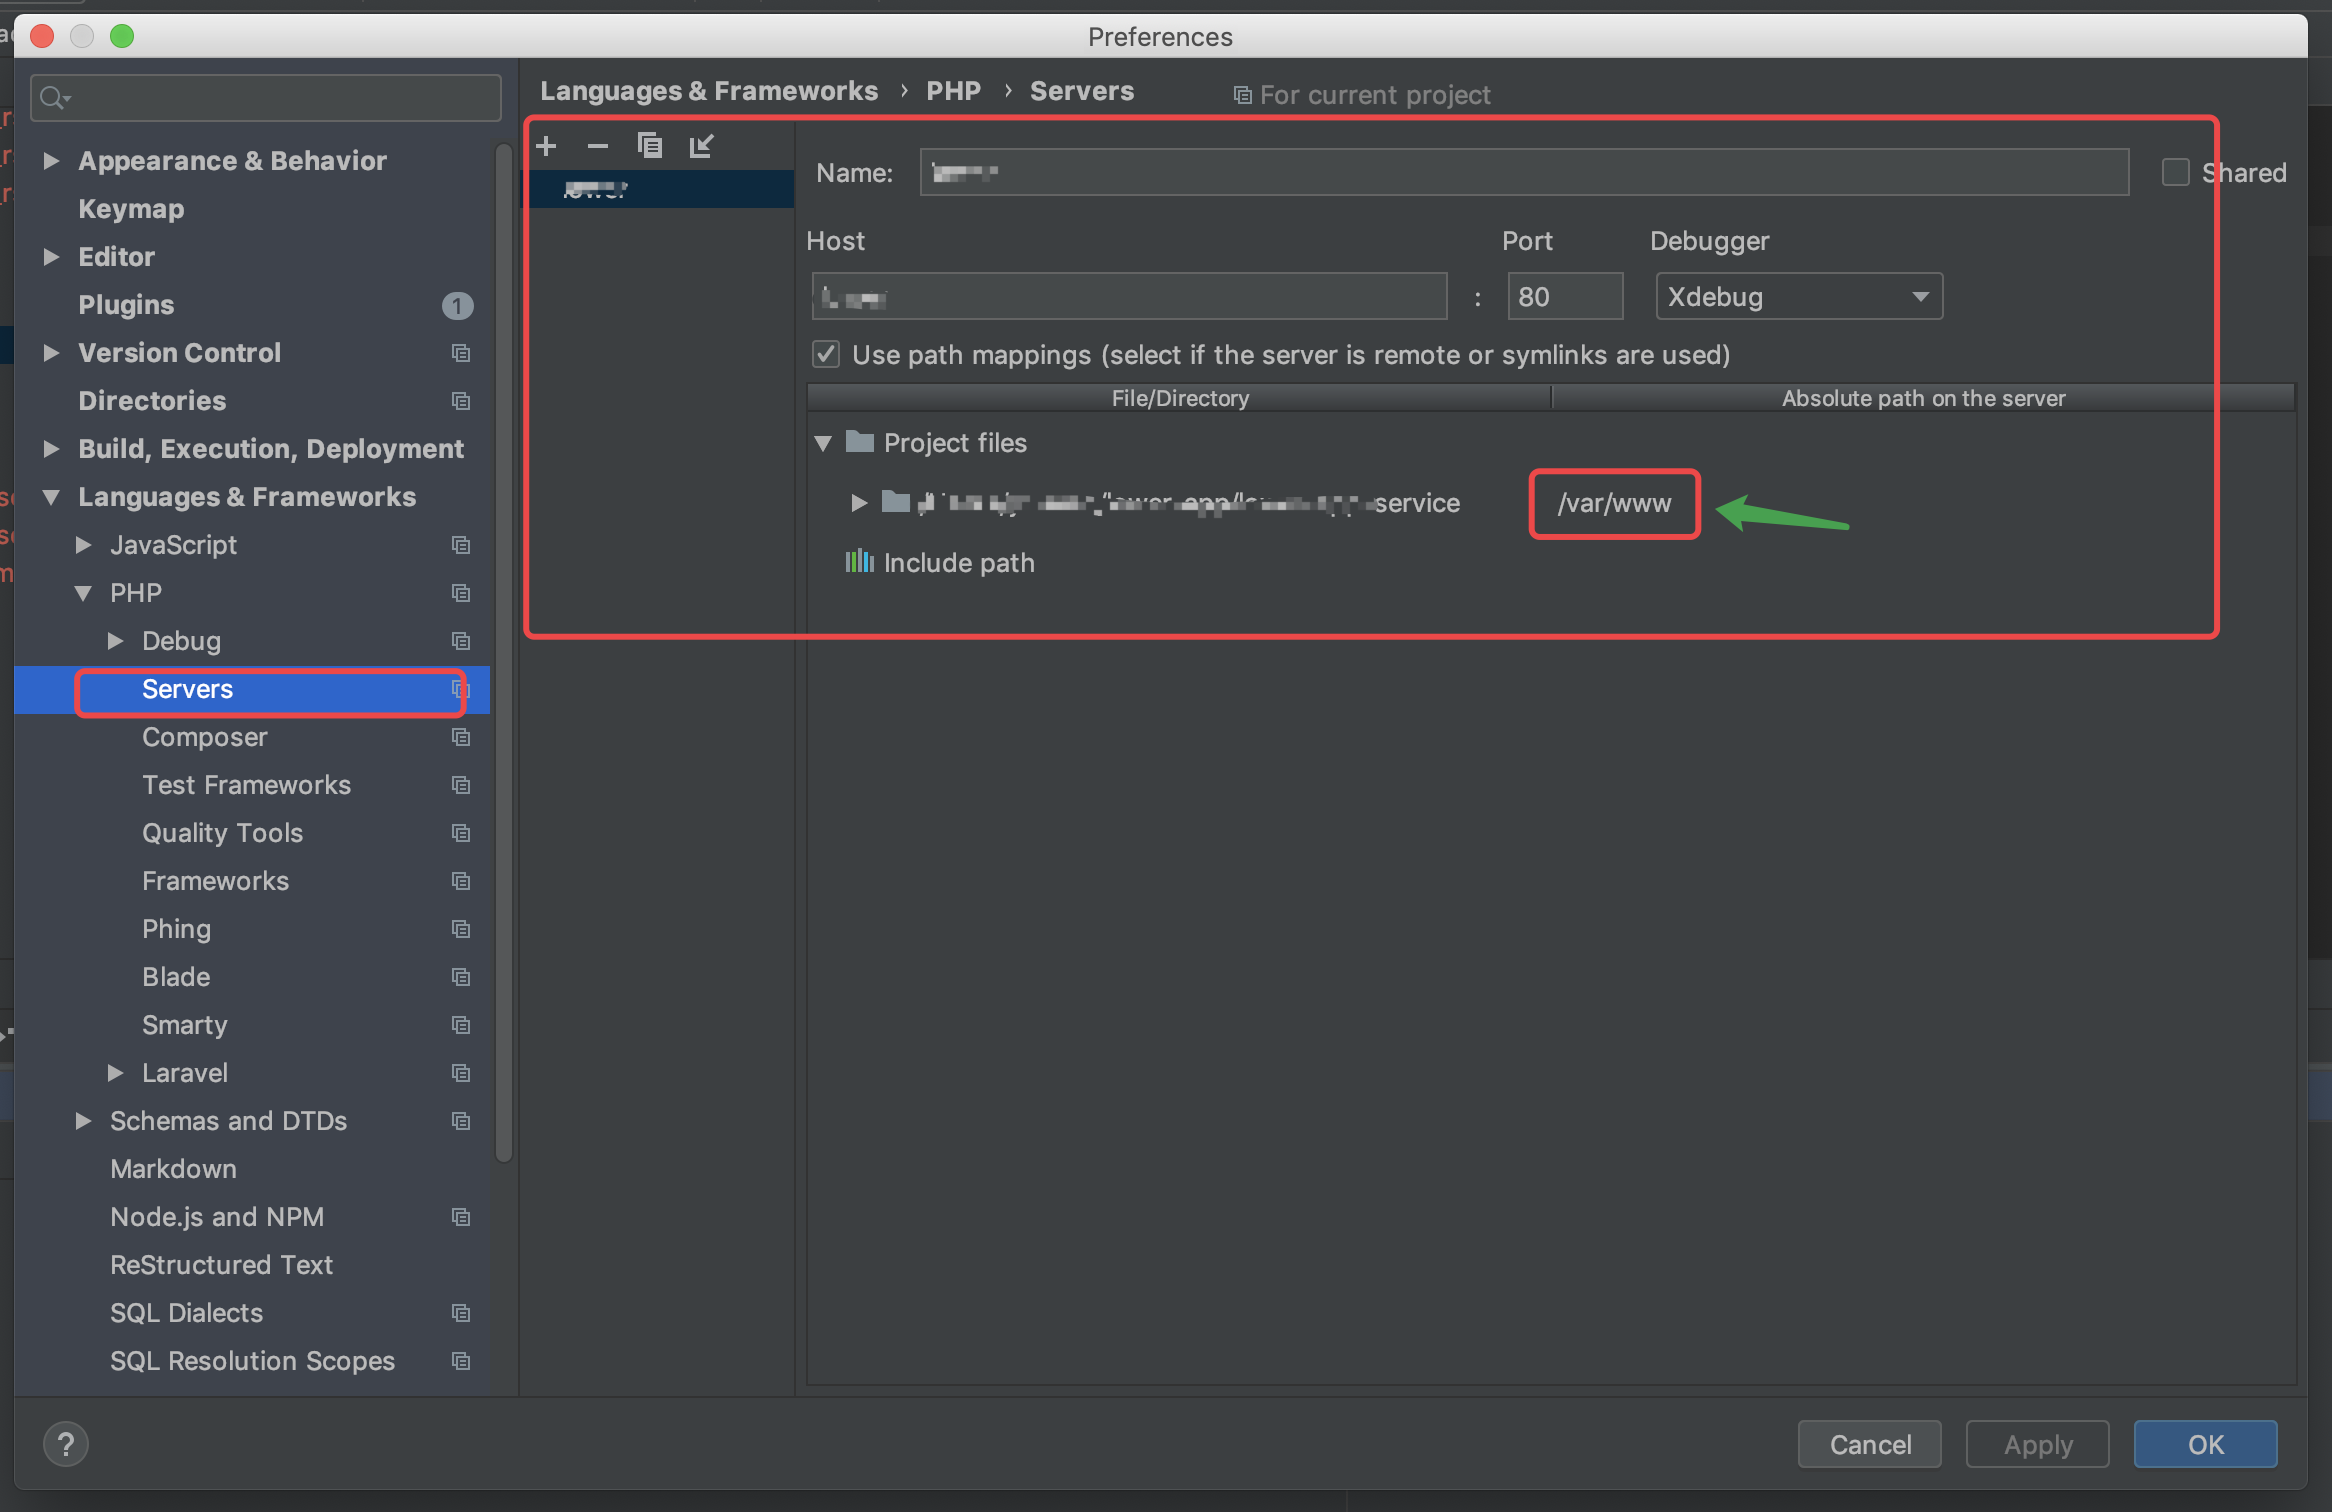 Preferences
Languages & Frameworks › PHP › Servers
For current project
Appearance & Behavior
Keymap
Editor
Plugins 1
Version Control
Directories
Build, Execution, Deployment
Languages & Frameworks
JavaScript
PHP
Debug
Servers
Composer
Test Frameworks
Quality Tools
Frameworks
Phing
Blade
Smarty
Laravel
Schemas and DTDs
Markdown
Node.js and NPM
ReStructured Text
SQL Dialects
SQL Resolution Scopes
Name:
Shared
Host
Port
Debugger
: 80
Xdebug
Use path mappings (select if the server is remote or symlinks are used)
File/Directory
Absolute path on the server
Project files
service
/var/www
Include path
?
Cancel
Apply
OK